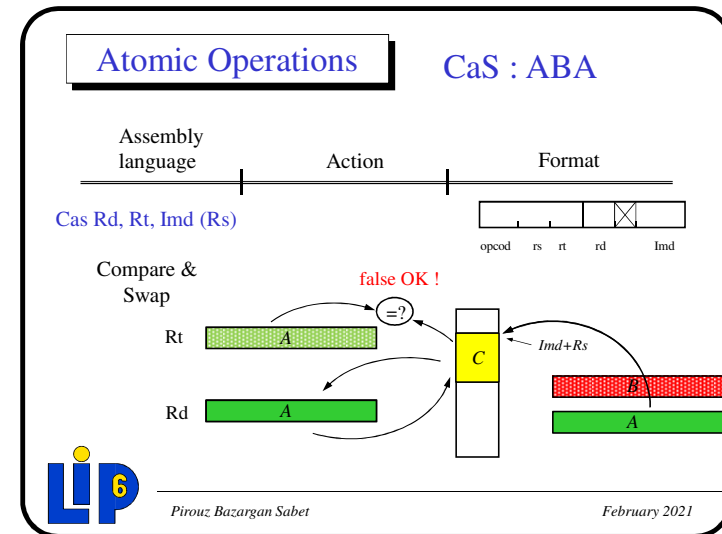 Atomic Operations
CaS : ABA
Assembly
language
Action
Format
Cas Rd, Rt, Imd (Rs)
opcod rs rt rd Imd
Compare &
Swap
false OK !
=?
Rt
A
Imd+Rs
C
B
Rd
A
A
LIP6
Pirouz Bazargan Sabet
February 2021